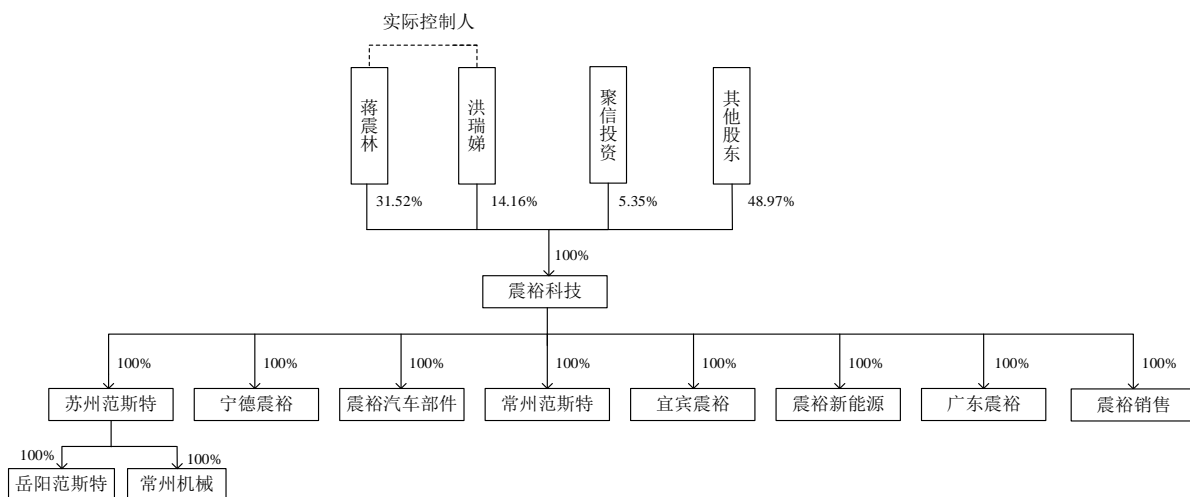 实际控制人
蒋震林
洪瑞娣
聚信投资
其他股东
31.52%
14.16%
5.35%
48.97%
100%
震裕科技
100%
100%
100%
100%
100%
100%
100%
100%
苏州范斯特
宁德震裕
震裕汽车部件
常州范斯特
宜宾震裕
震裕新能源
广东震裕
震裕销售
100%
100%
岳阳范斯特
常州机械